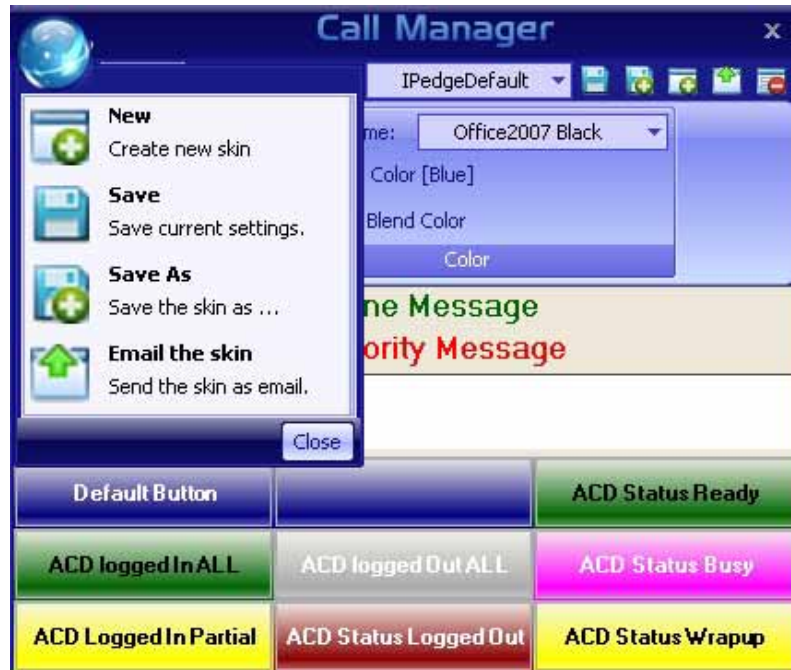 Call Manager
x
IPedgeDefault
New
Create new skin
Save
Save current settings.
Save As
Save the skin as ...
Email the skin
Send the skin as email.
Close
me: Office2007 Black
Color [Blue]
Blend Color
Color
ne Message
ority Message
Default Button
ACD Status Ready
ACD logged In ALL
ACD logged Out ALL
ACD Status Busy
ACD Logged In Partial
ACD Status Logged Out
ACD Status Wrapup